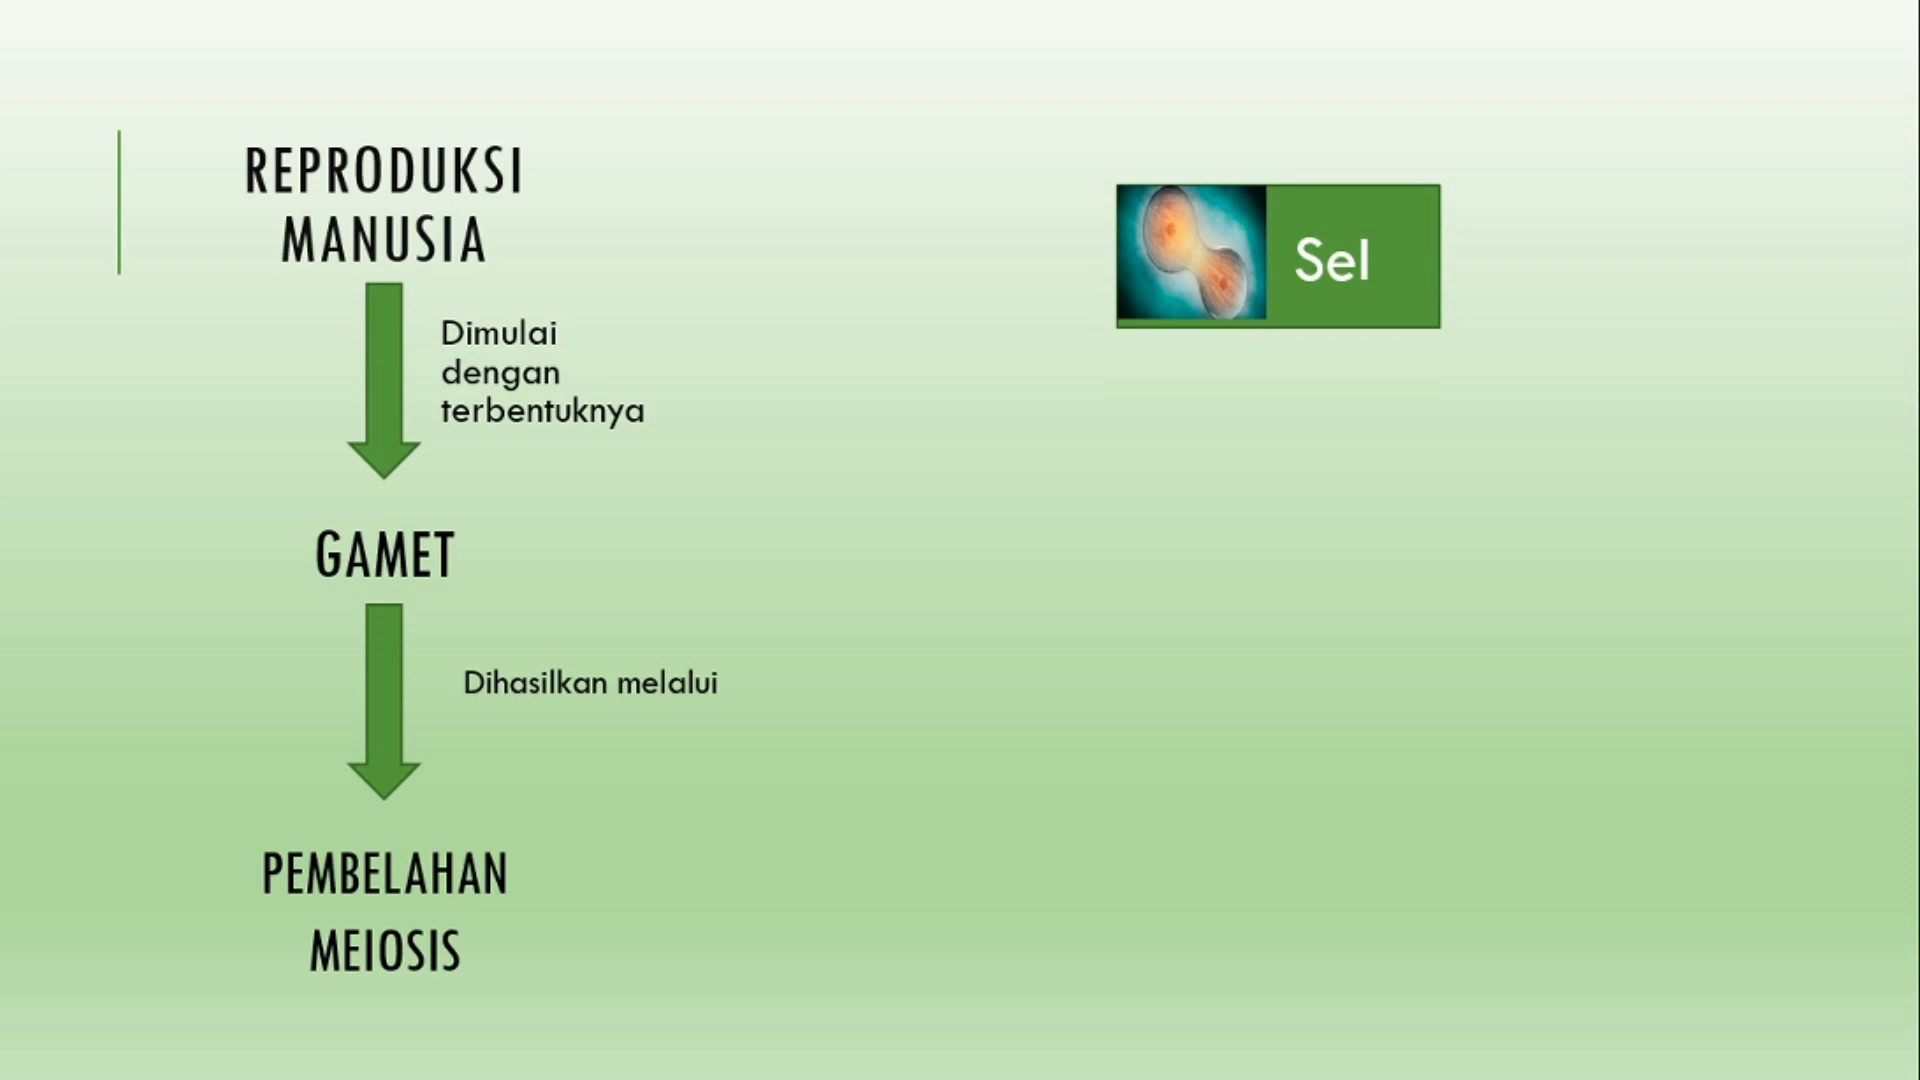 REPRODUKSI
MANUSIA
Dimulai
dengan
terbentuknya
GAMET
Dihasilkan melalui
PEMBELAHAN
MEIOSIS
Sel